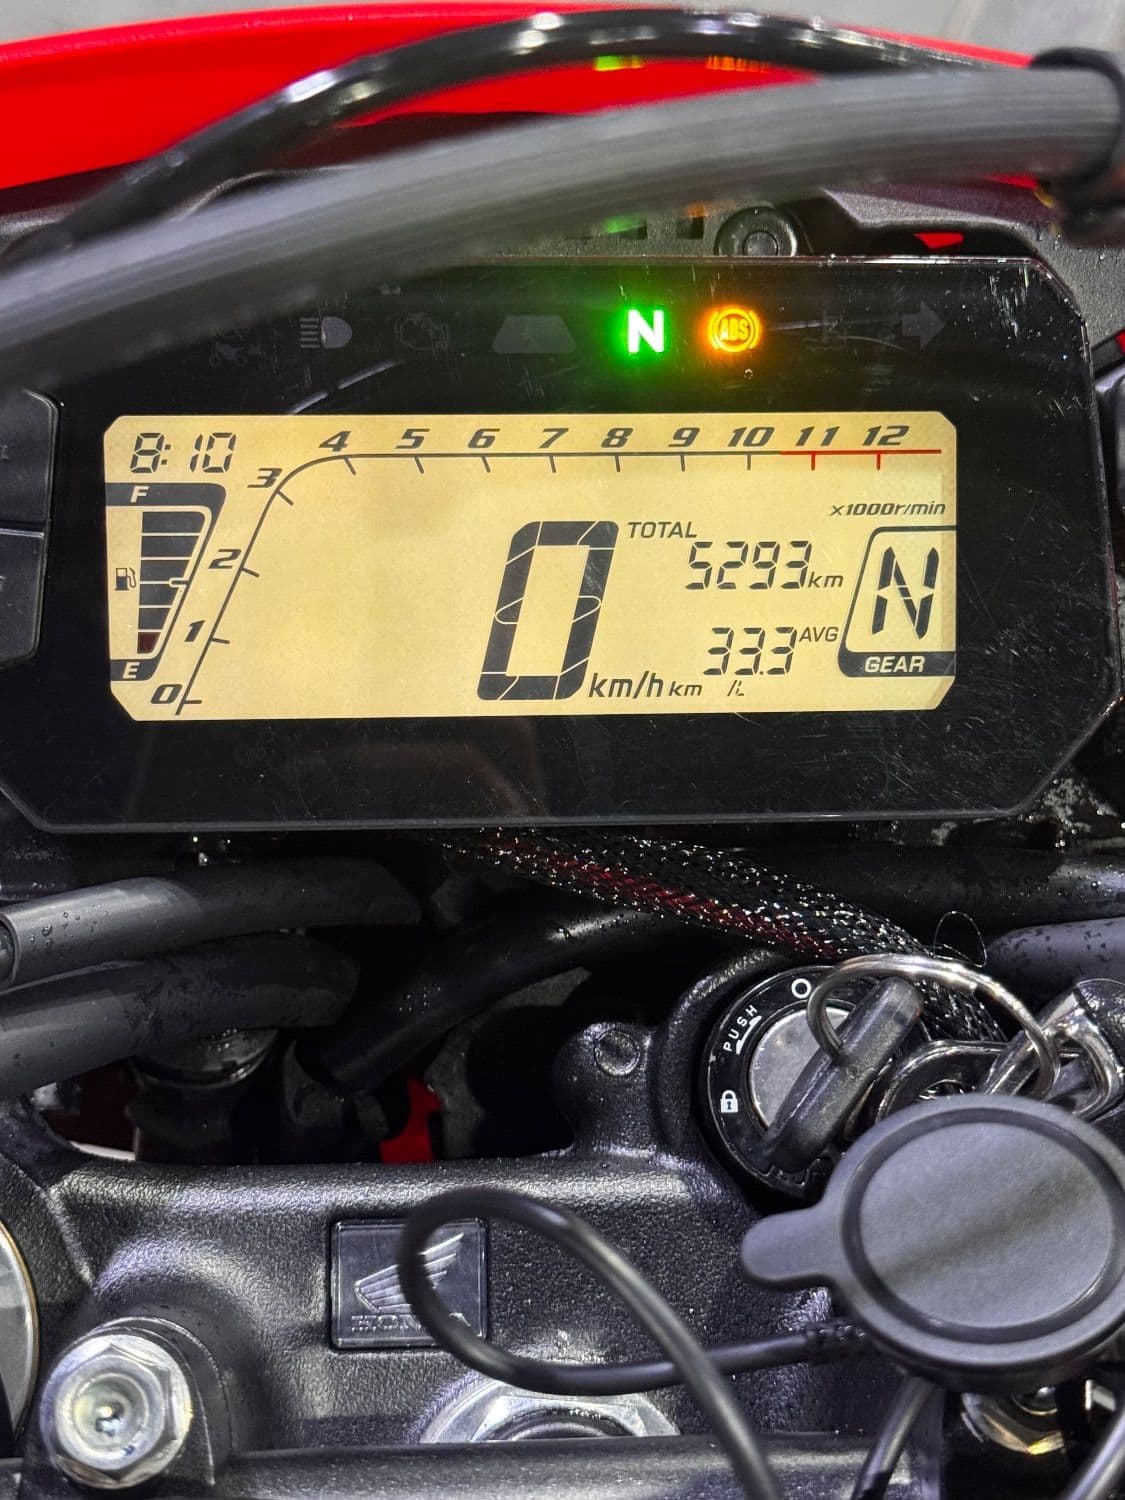 N ABS
8:10
0 1 2 3 4 5 6 7 8 9 10 11 12
x1000r/min
F
E
0
km/h
TOTAL
5293km
33.3 AVG
km/L
N
GEAR
PUSH
HONDA